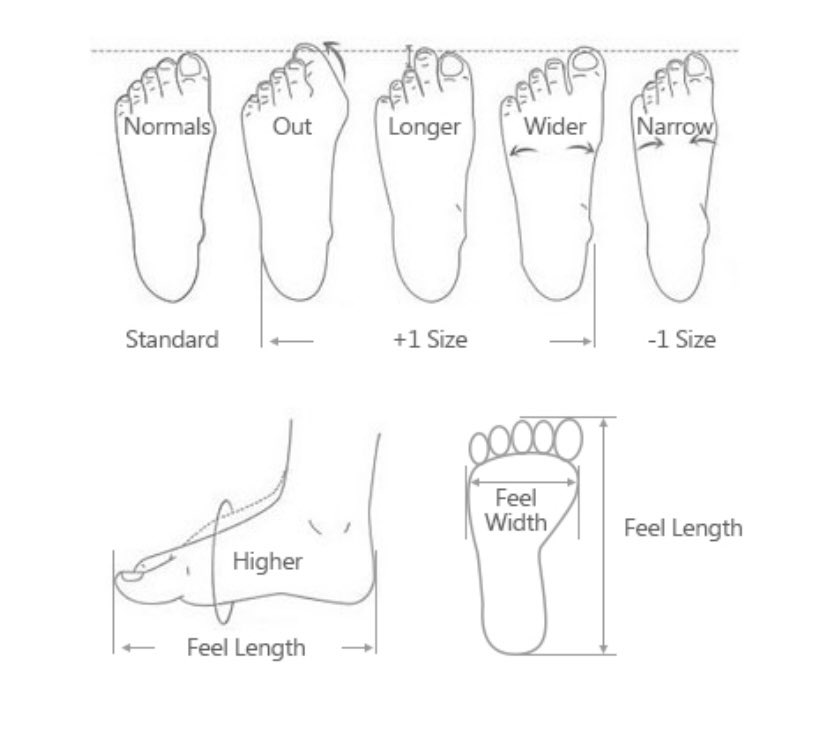 Normals
Out
Longer
Wider
Narrow
Standard
+1 Size
-1 Size
Higher
Feel Length
Feel
Width
Feel Length